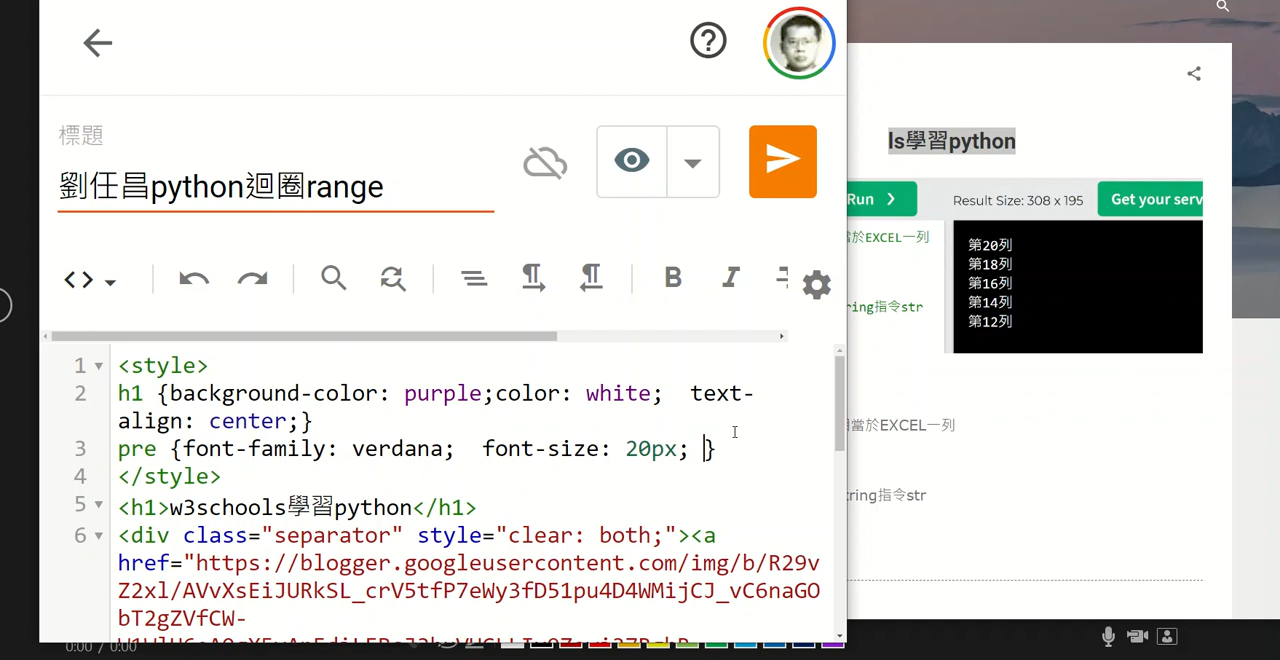 標題
劉任昌python迴圈range
B
I
1 <style>
2 h1 {background-color: purple;color: white;  text-
align: center;}
3 pre {font-family: verdana;  font-size: 20px; }
4 </style>
5 <h1>w3schools學習python</h1>
6 <div class="separator" style="clear: both;"><a
href="https://blogger.googleusercontent.com/img/b/R29v
Z2xl/AVvXsEiJURkSL_crV5tfP7eWy3fD51pu4D4WMijCJ_vC6naGO
bT2gZVfCW-
0:00 / 0:00
ls學習python
Run ❯
Result Size: 308 x 195
Get your serv
於EXCEL一列
ring指令str
第20列
第18列
第16列
第14列
第12列
當於EXCEL一列
tring指令str